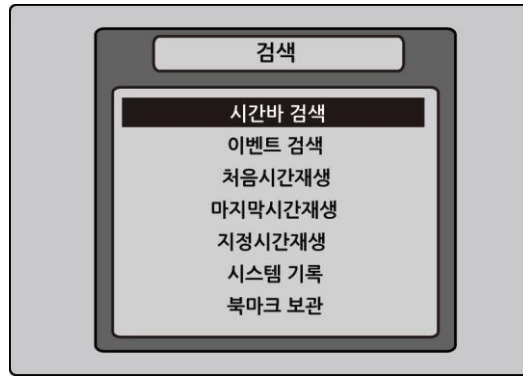 검색
시간바 검색
이벤트 검색
처음시간재생
마지막시간재생
지정시간재생
시스템 기록
북마크 보관